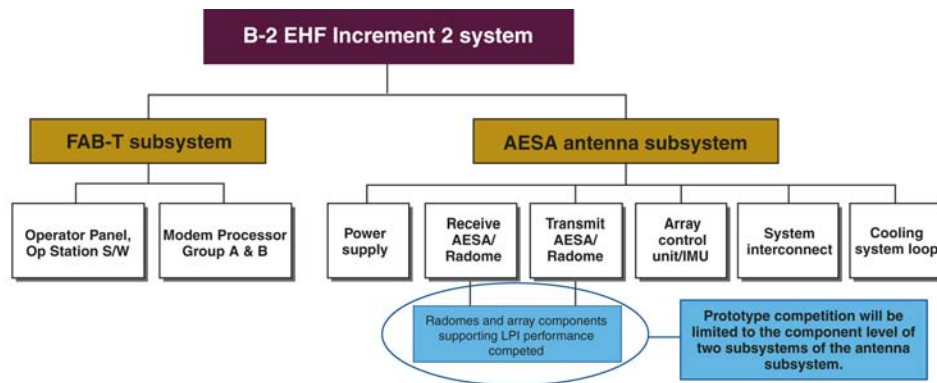 B-2 EHF Increment 2 system
FAB-T subsystem
AESA antenna subsystem
Operator Panel,
Op Station S/W
Modem Processor
Group A & B
Power
supply
Receive
AESA/
Radome
Transmit
AESA/
Radome
Array
control
unit/IMU
System
interconnect
Cooling
system loop
Radomes and array components
supporting LPI performance
competed
Prototype competition will be
limited to the component level of
two subsystems of the antenna
subsystem.